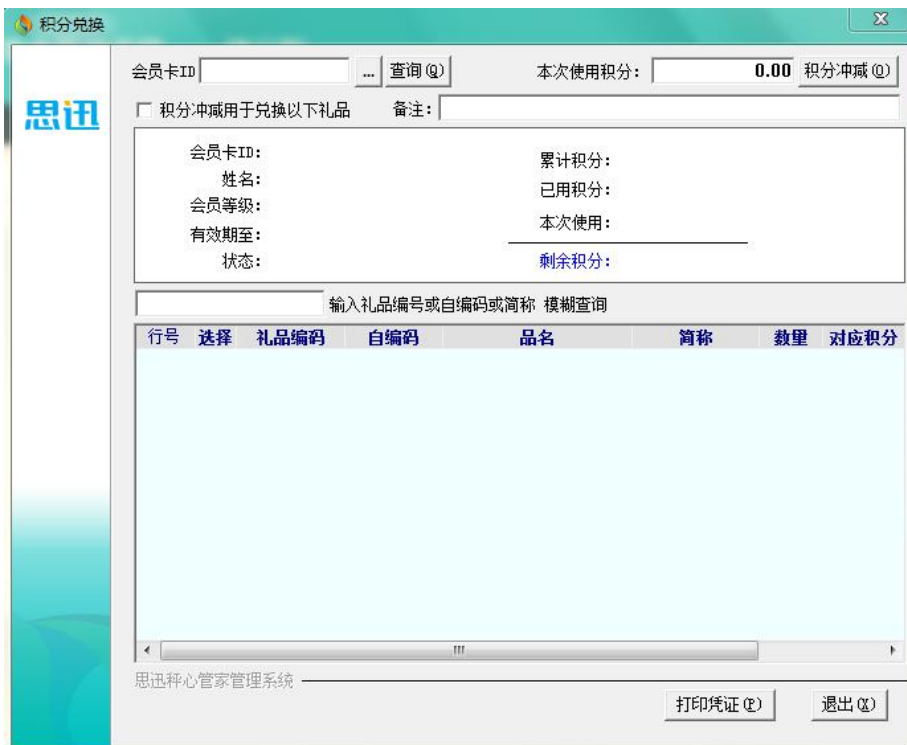 积分兑换
思迅
会员卡ID ... 查询(Q) 本次使用积分: 0.00 积分冲减(O)
积分冲减用于兑换以下礼品 备注:
会员卡ID: 累计积分:
姓名: 已用积分:
会员等级: 本次使用:
有效期至:
状态: 剩余积分:
输入礼品编号或自编码或简称 模糊查询
行号 选择 礼品编码 自编码 品名 简称 数量 对应积分
思迅秤心管家管理系统
打印凭证(P) 退出(X)